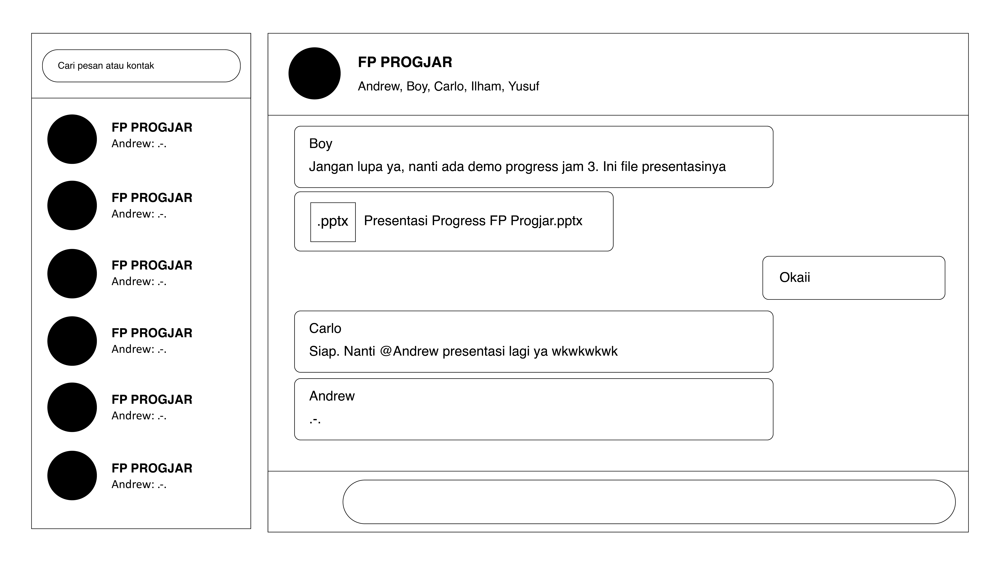 Cari pesan atau kontak
FP PROGJAR
Andrew: .-.
FP PROGJAR
Andrew: .-.
FP PROGJAR
Andrew: .-.
FP PROGJAR
Andrew: .-.
FP PROGJAR
Andrew: .-.
FP PROGJAR
Andrew: .-.
FP PROGJAR
Andrew, Boy, Carlo, Ilham, Yusuf
Boy
Jangan lupa ya, nanti ada demo progress jam 3. Ini file presentasinya
.pptx Presentasi Progress FP Progjar.pptx
Okaii
Carlo
Siap. Nanti @Andrew presentasi lagi ya wkwkwkwk
Andrew
.-.